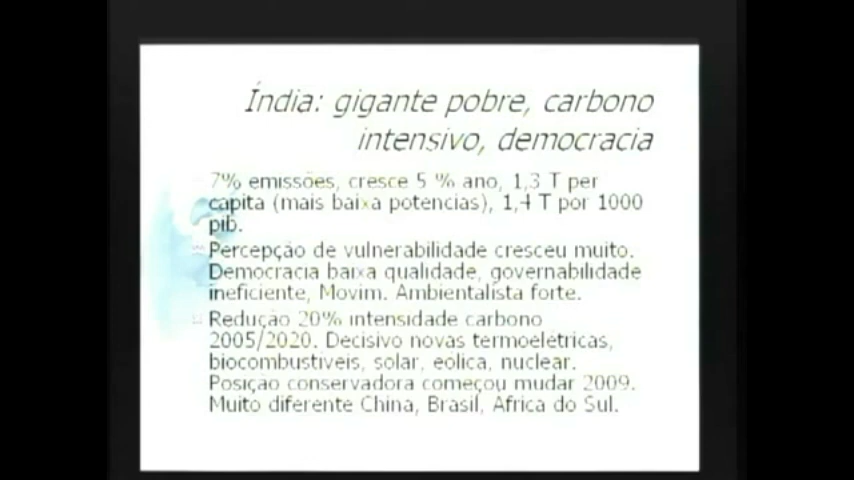 Índia: gigante pobre, carbono
intensivo, democracia
7% emissões, cresce 5 % ano, 1,3 T per
capita (mais baixa potencias), 1,4 T por 1000
pib.
Percepção de vulnerabilidade cresceu muito.
Democracia baixa qualidade, governabilidade
ineficiente, Movim. Ambientalista forte.
Redução 20% intensidade carbono
2005/2020. Decisivo novas termoelétricas,
biocombustiveis, solar, eolica, nuclear.
Posição conservadora começou mudar 2009.
Muito diferente China, Brasil, Africa do Sul.